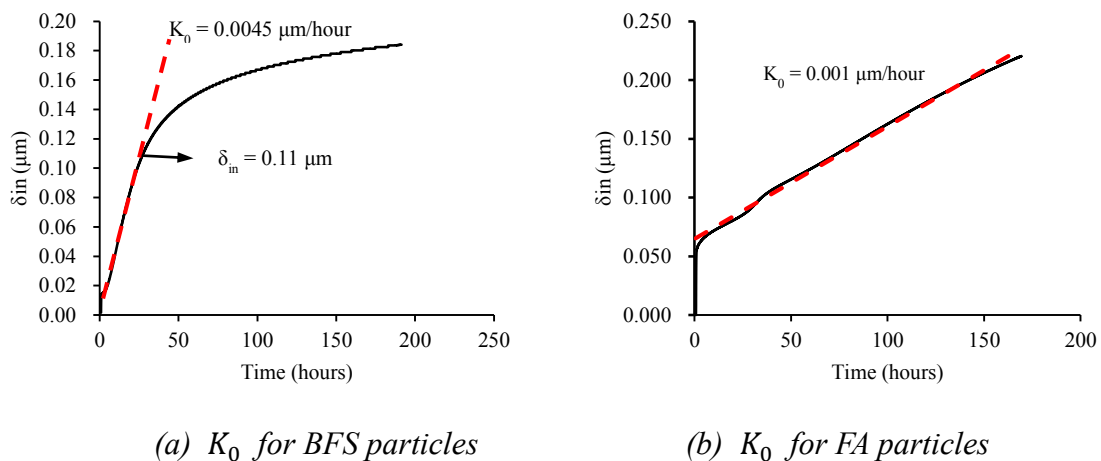 0.20
0.18
0.16
0.14
0.12
0.10
0.08
0.06
0.04
0.02
0.00
δin (μm)
K₀ = 0.0045 μm/hour
δᵢₙ = 0.11 μm
0 50 100 150 200 250
Time (hours)
(a) K₀ for BFS particles
0.250
0.200
0.150
0.100
0.050
0.000
δin (μm)
K₀ = 0.001 μm/hour
0 50 100 150 200
Time (hours)
(b) K₀ for FA particles